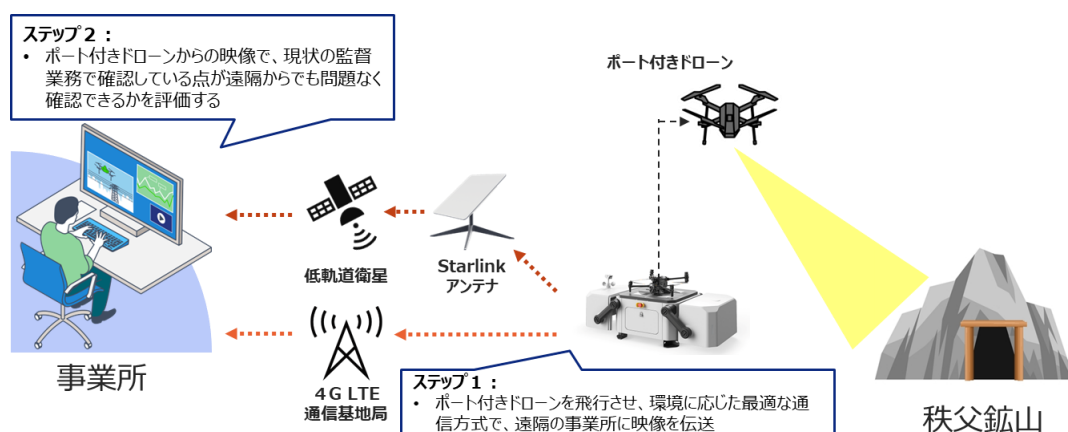 ステップ2：
• ポート付きドローンからの映像で、現状の監督
業務で確認している点が遠隔からでも問題なく
確認できるかを評価する
ポート付きドローン
低軌道衛星
Starlink
アンテナ
事業所
4G LTE
通信基地局
ステップ1：
• ポート付きドローンを飛行させ、環境に応じた最適な通
信方式で、遠隔の事業所に映像を伝送
秩父鉱山